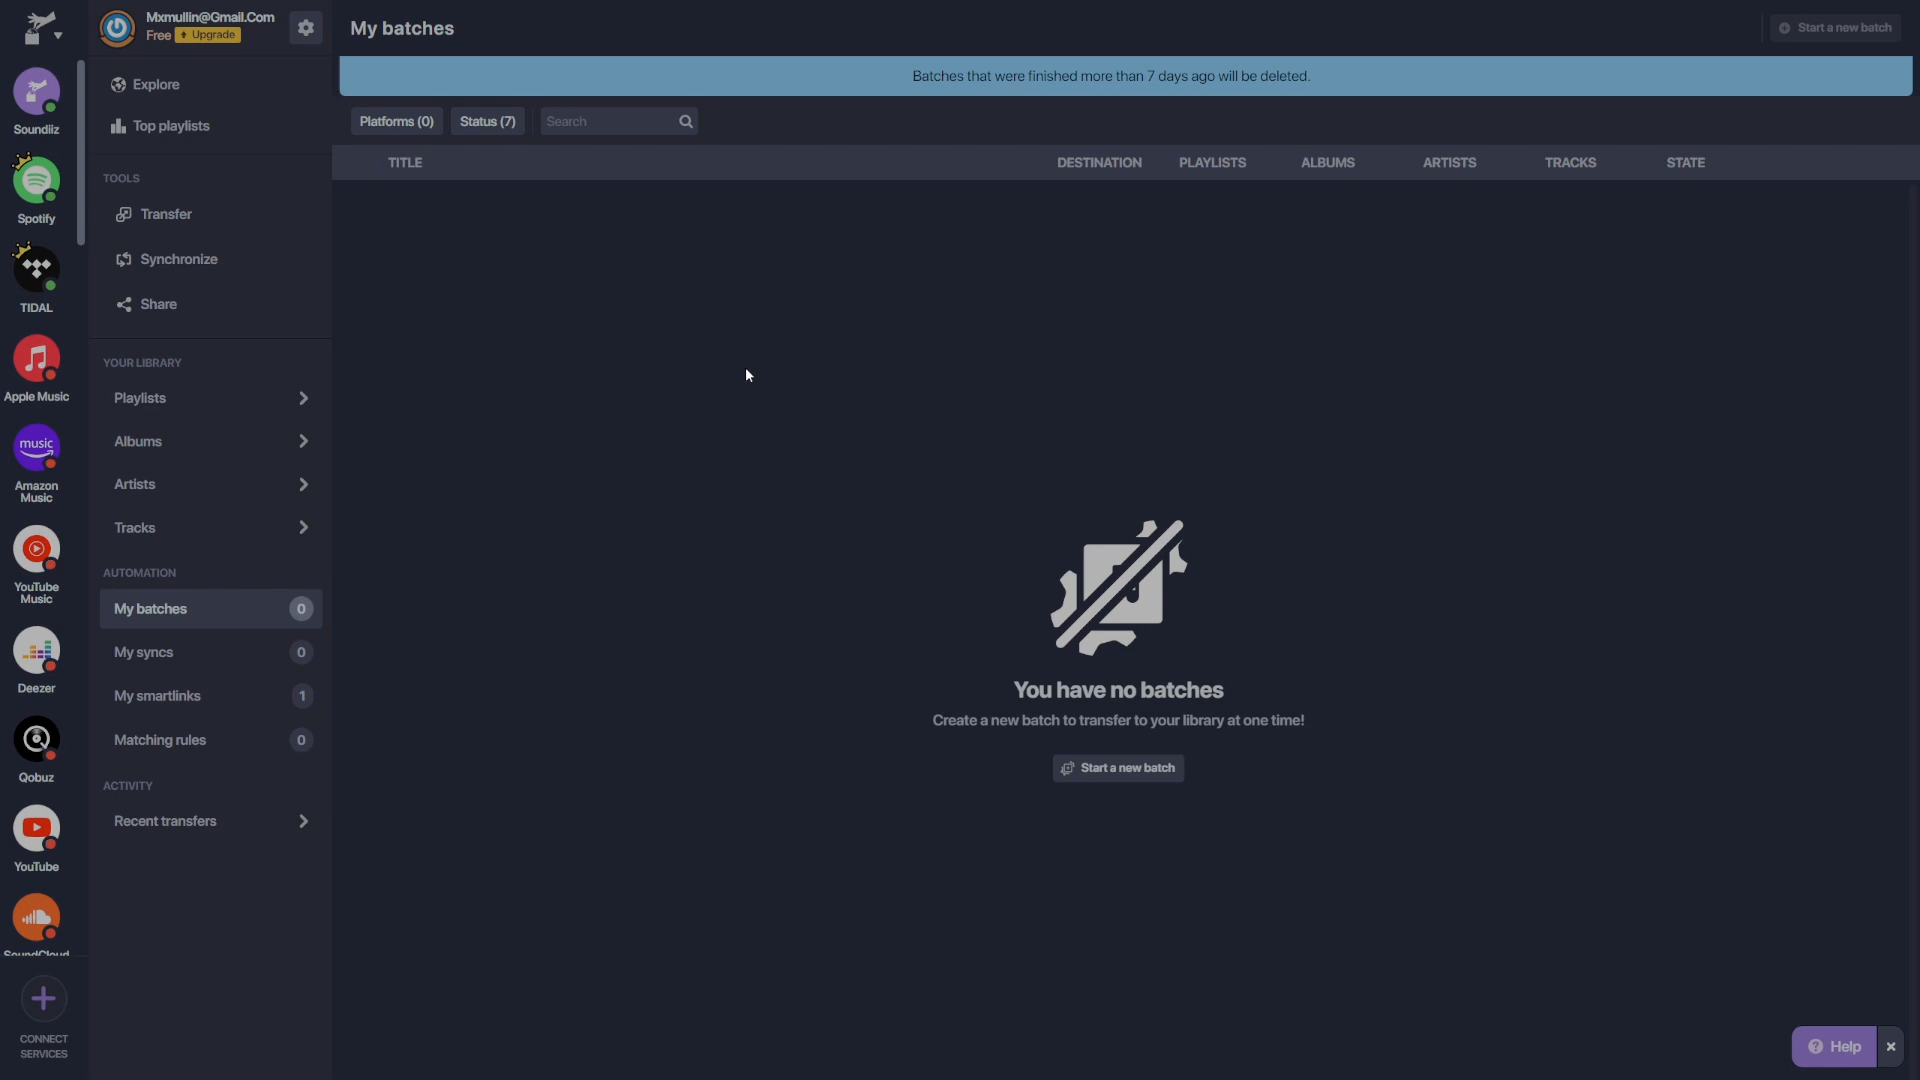 Mxmullin@Gmail.Com
Free Upgrade
My batches
Start a new batch
Batches that were finished more than 7 days ago will be deleted.
Explore
Top playlists
Platforms (0) Status (7) Search
TITLE DESTINATION PLAYLISTS ALBUMS ARTISTS TRACKS STATE
Soundiiz
Spotify
TIDAL
Apple Music
music
Amazon
Music
YouTube
Music
Deezer
Qobuz
YouTube
SoundCloud
CONNECT
SERVICES
TOOLS
Transfer
Synchronize
Share
YOUR LIBRARY
Playlists
Albums
Artists
Tracks
AUTOMATION
My batches 0
My syncs 0
My smartlinks 1
Matching rules 0
ACTIVITY
Recent transfers
You have no batches
Create a new batch to transfer to your library at one time!
Start a new batch
Help